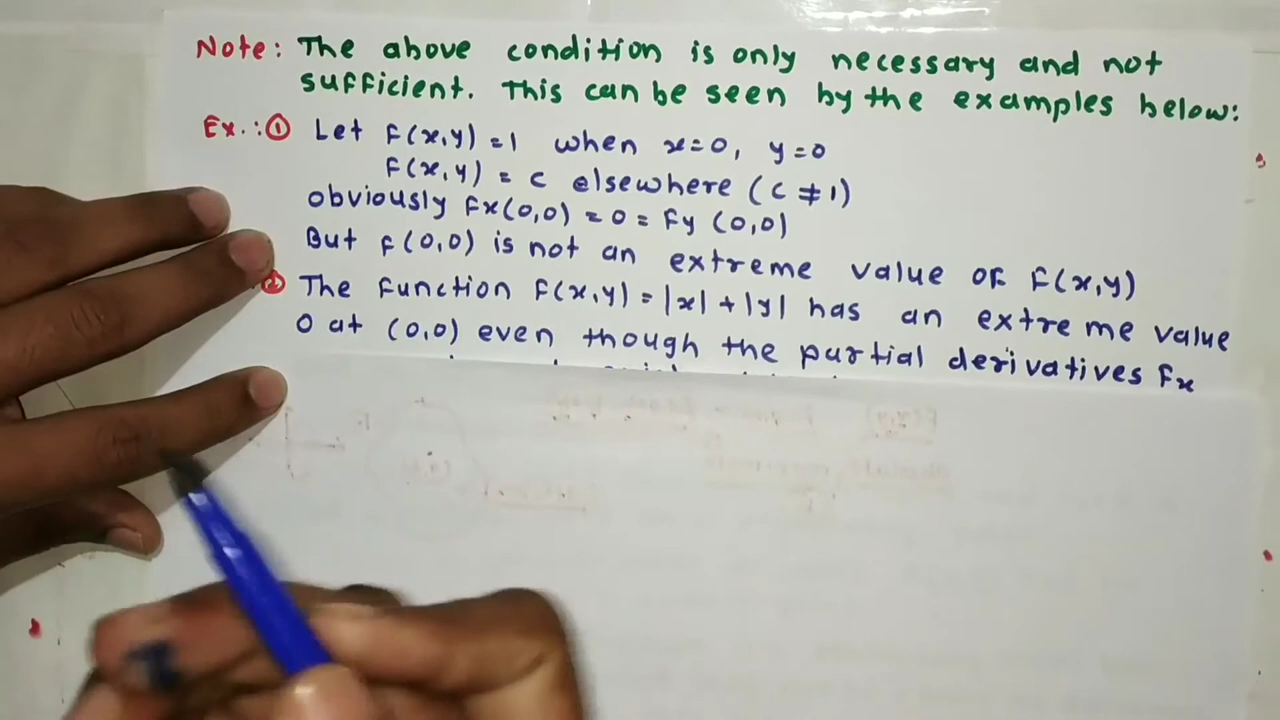 Note: The above condition is only necessary and not
sufficient. This can be seen by the examples below:
Ex.:① Let f(x,y)=1 when x=0, y=0
f(x,y) = c elsewhere (c≠1)
obviously fx(0,0) = 0 = fy (0,0)
But f(0,0) is not an extreme value of f(x,y)
② The function f(x,y) = |x| + |y| has an extreme value
0 at (0,0) even though the partial derivatives fx